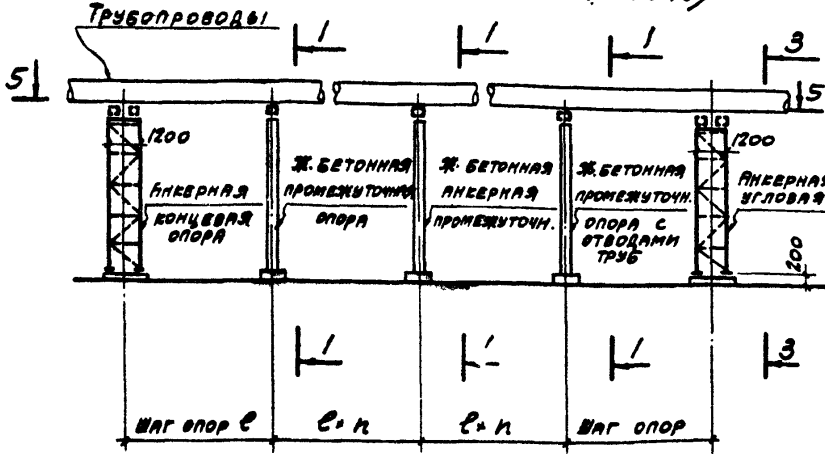 Трубопроводы
1
1
1
3
5
5
1200
1200
Анкерная
концевая
опора
Ж. бетонная
промежуточная
опора
Ж. бетонная
анкерная
промежуточн.
Ж. бетонная
промежуточн.
опора с
отводами
труб
Анкерная
угловая
200
1
1
1
3
Шаг опор ℓ
ℓ×n
ℓ×n
Шаг опор